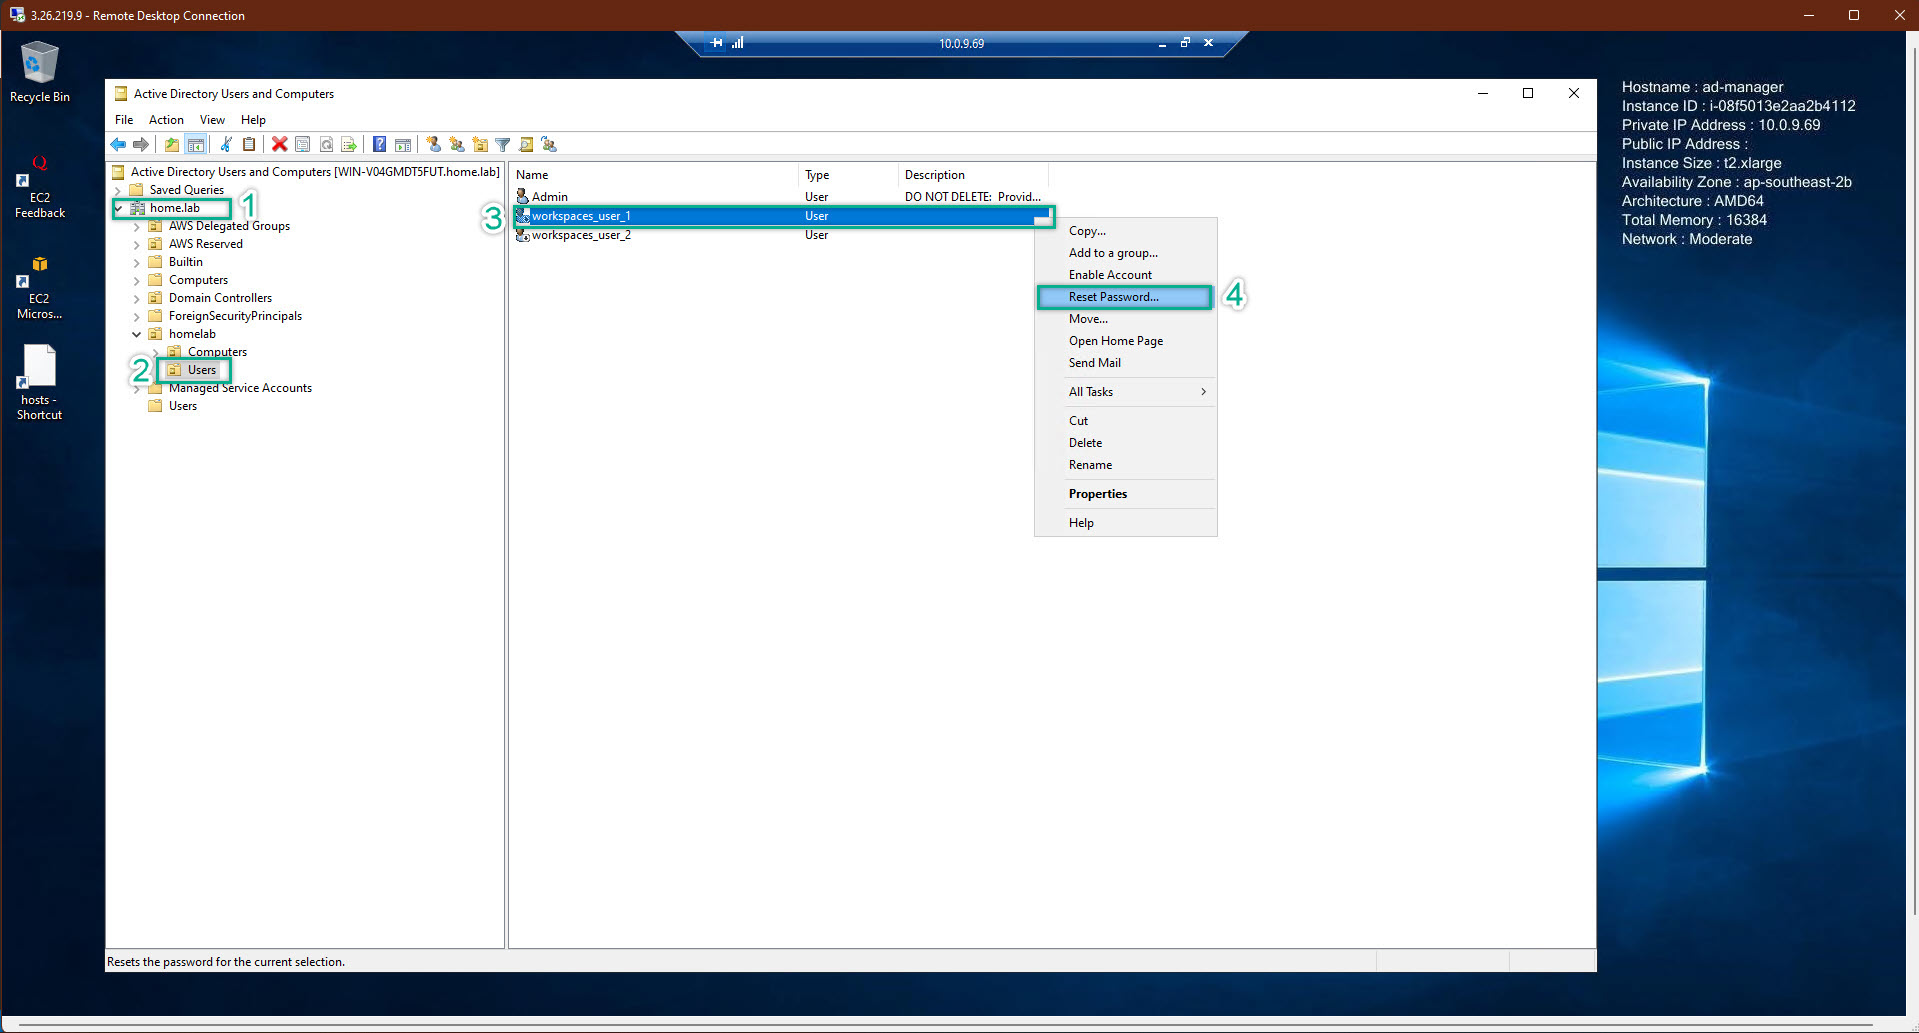 3.26.219.9 - Remote Desktop Connection
10.0.9.69
Recycle Bin
EC2
Feedback
EC2
Micros...
hosts -
Shortcut
Hostname : ad-manager
Instance ID : i-08f5013e2aa2b4112
Private IP Address : 10.0.9.69
Public IP Address :
Instance Size : t2.xlarge
Availability Zone : ap-southeast-2b
Architecture : AMD64
Total Memory : 16384
Network : Moderate
Active Directory Users and Computers
File Action View Help
Active Directory Users and Computers [WIN-V04GMDT5FUT.home.lab]
Saved Queries
home.lab 1
AWS Delegated Groups
AWS Reserved
Builtin
Computers
Domain Controllers
ForeignSecurityPrincipals
homelab
Computers
2 Users
Managed Service Accounts
Users
Name Type Description
Admin User DO NOT DELETE: Provid...
3 workspaces_user_1 User
workspaces_user_2 User
Copy...
Add to a group...
Enable Account
Reset Password... 4
Move...
Open Home Page
Send Mail
All Tasks
Cut
Delete
Rename
Properties
Help
Resets the password for the current selection.